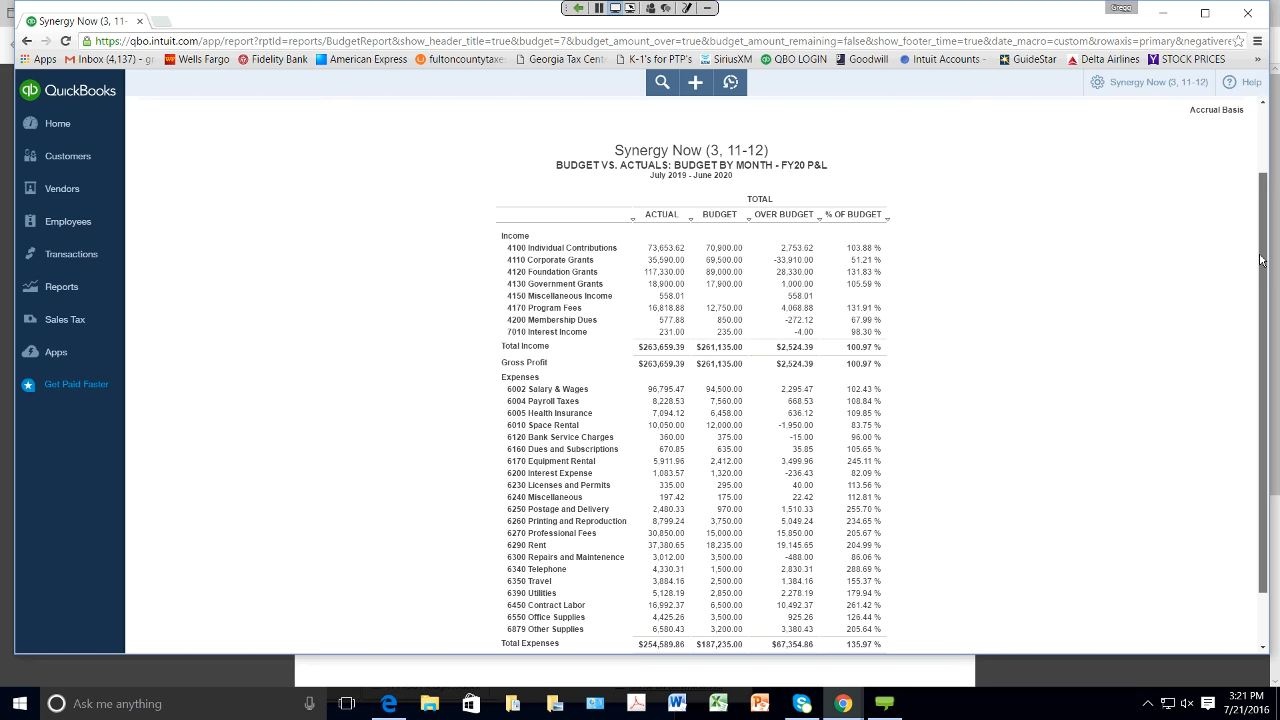 Gregg
Synergy Now (3, 11-
https://qbo.intuit.com/app/report?rptId=reports/BudgetReport&show_header_title=true&budget=7&budget_amount_over=true&budget_amount_remaining=false&show_footer_time=true&date_macro=custom&rowaxis=primary&negativere
Apps Inbox (4,137) - g Wells Fargo Fidelity Bank American Express fultoncountytaxes Georgia Tax Center K-1's for PTK's SiriusXM QBO LOGIN Goodwill Intuit Accounts - GuideStar Delta Airlines STOCK PRICES »
qb QuickBooks
Synergy Now (3, 11-12) Help
Home
Customers
Vendors
Employees
Transactions
Reports
Sales Tax
Apps
Get Paid Faster
Accrual Basis
Synergy Now (3, 11-12)
BUDGET VS. ACTUALS: BUDGET BY MONTH - FY20 P&L
July 2019 - June 2020
TOTAL
ACTUAL BUDGET OVER BUDGET % OF BUDGET
Income
4100 Individual Contributions 73,653.62 70,900.00 2,753.62 103.88 %
4110 Corporate Grants 35,590.00 69,500.00 -33,910.00 51.21 %
4120 Foundation Grants 117,330.00 89,000.00 28,330.00 131.83 %
4130 Government Grants 18,900.00 17,900.00 1,000.00 105.59 %
4150 Miscellaneous Income 558.01 558.01
4170 Program Fees 16,818.88 12,750.00 4,068.88 131.91 %
4200 Membership Dues 577.88 850.00 -272.12 67.99 %
7010 Interest Income 231.00 235.00 -4.00 98.30 %
Total Income $263,659.39 $261,135.00 $2,524.39 100.97 %
Gross Profit $263,659.39 $261,135.00 $2,524.39 100.97 %
Expenses
6002 Salary & Wages 96,795.47 94,500.00 2,295.47 102.43 %
6004 Payroll Taxes 8,228.53 7,560.00 668.53 108.84 %
6005 Health Insurance 7,094.12 6,458.00 636.12 109.85 %
6010 Space Rental 10,050.00 12,000.00 -1,950.00 83.75 %
6120 Bank Service Charges 360.00 375.00 -15.00 96.00 %
6160 Dues and Subscriptions 670.85 635.00 35.85 105.65 %
6170 Equipment Rental 5,911.96 2,412.00 3,499.96 245.11 %
6200 Interest Expense 1,083.57 1,320.00 -236.43 82.09 %
6230 Licenses and Permits 335.00 295.00 40.00 113.56 %
6240 Miscellaneous 197.42 175.00 22.42 112.81 %
6250 Postage and Delivery 2,480.33 970.00 1,510.33 255.70 %
6260 Printing and Reproduction 8,799.24 3,750.00 5,049.24 234.65 %
6270 Professional Fees 30,850.00 15,000.00 15,850.00 205.67 %
6290 Rent 37,380.65 18,235.00 19,145.65 204.99 %
6300 Repairs and Maintenence 3,012.00 3,500.00 -488.00 86.06 %
6340 Telephone 4,330.31 1,500.00 2,830.31 288.69 %
6350 Travel 3,884.16 2,500.00 1,384.16 155.37 %
6390 Utilities 5,128.19 2,850.00 2,278.19 179.94 %
6450 Contract Labor 16,992.37 6,500.00 10,492.37 261.42 %
6550 Office Supplies 4,425.26 3,500.00 925.26 126.44 %
6879 Other Supplies 6,580.43 3,200.00 3,380.43 205.64 %
Total Expenses $254,589.86 $187,235.00 $67,354.86 135.97 %
Ask me anything
3:21 PM
7/21/2016